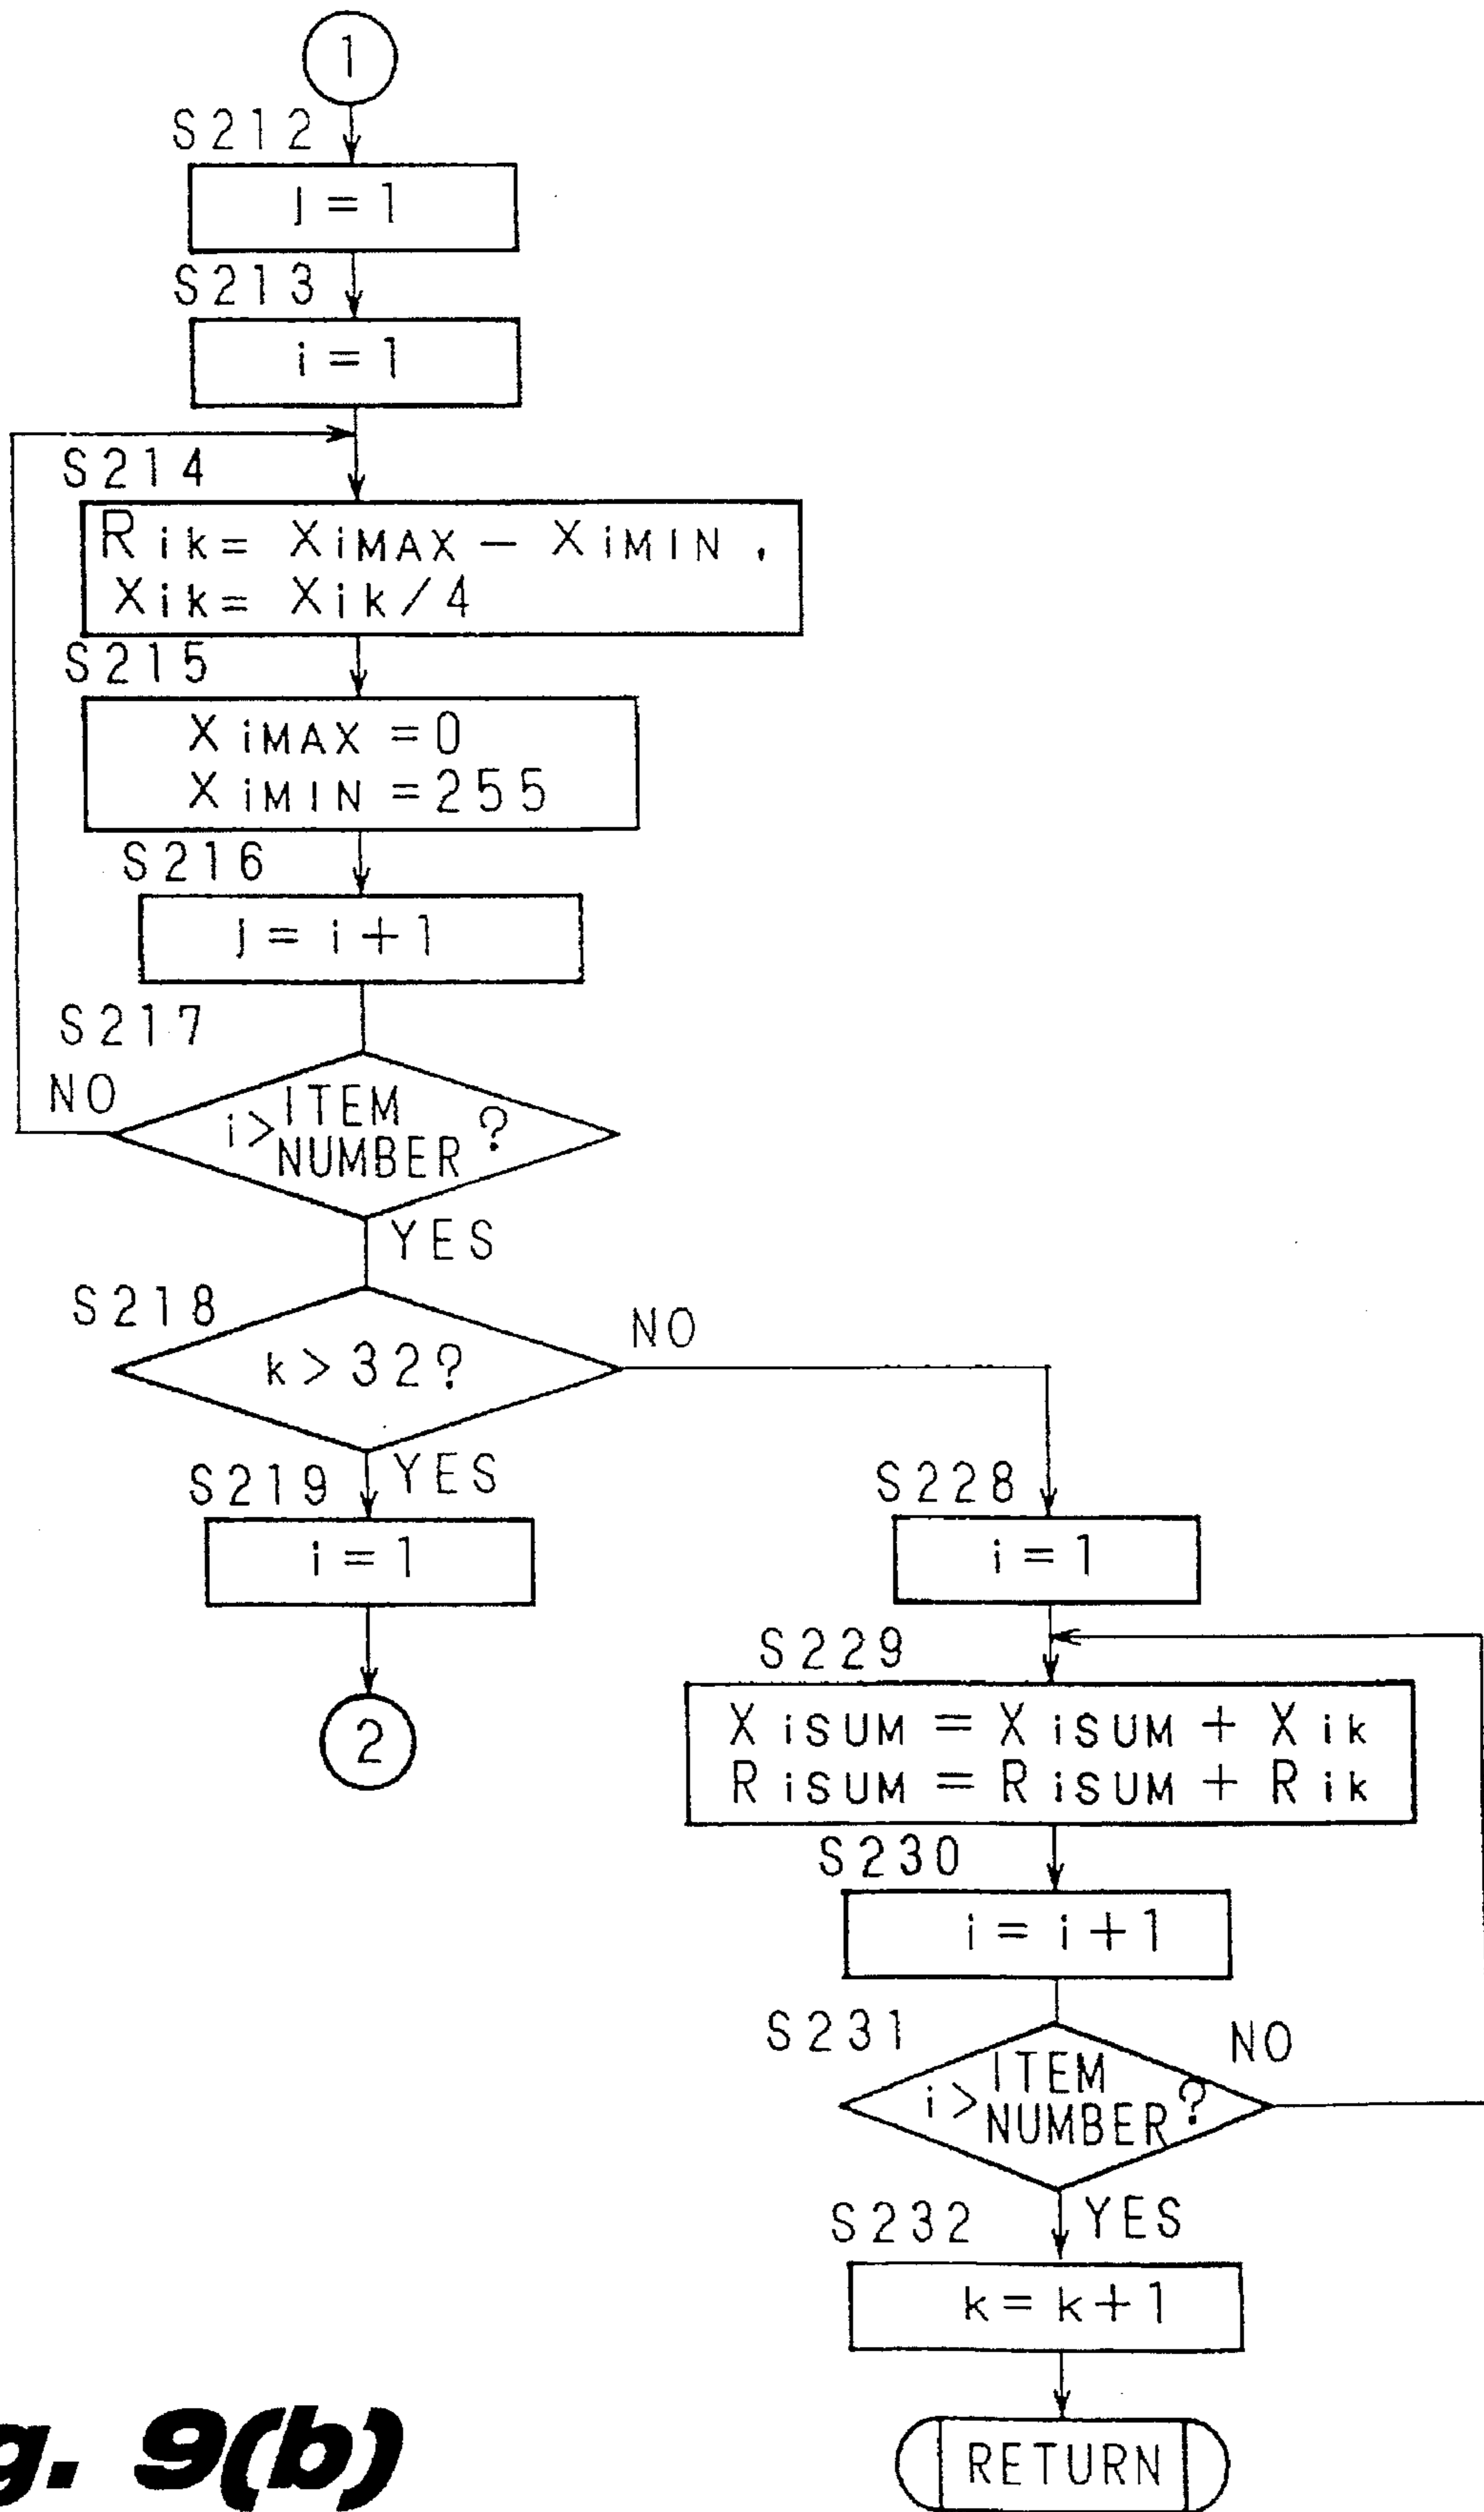 1
S212
j=1
S213
i=1
S214
Rik= XiMAX - XiMIN .
Xik= Xik/4
S215
XiMAX =0
XiMIN =255
S216
j=i+1
S217
NO
i> ITEM
NUMBER ?
YES
S218
k>32?
NO
YES
S219
i=1
2
S228
i=1
S229
XiSUM = XiSUM + Xik
RiSUM = RiSUM + Rik
S230
i=i+1
S231
NO
i> ITEM
NUMBER ?
YES
S232
k=k+1
RETURN
g. 9(b)